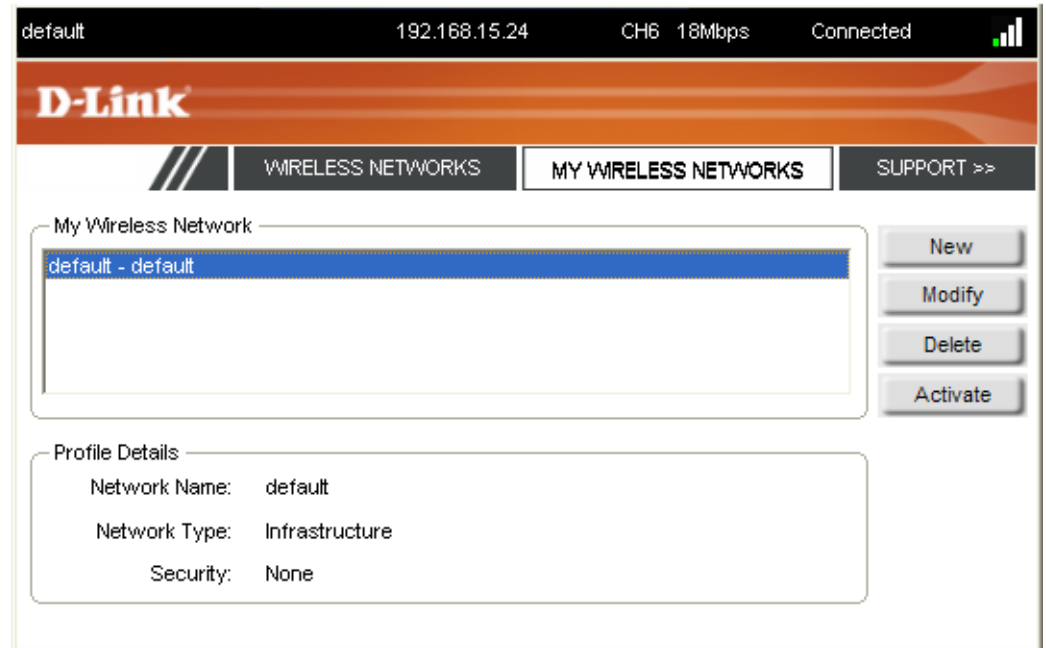 default 192.168.15.24 CH6 18Mbps Connected
D-Link
WIRELESS NETWORKS MY WIRELESS NETWORKS SUPPORT >>
My Wireless Network
default - default
New
Modify
Delete
Activate
Profile Details
Network Name: default
Network Type: Infrastructure
Security: None